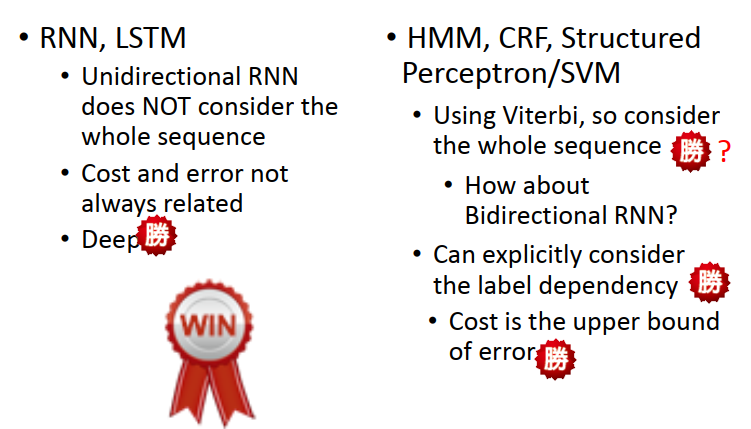 • RNN, LSTM
• Unidirectional RNN
does NOT consider the
whole sequence
• Cost and error not
always related
• Deep 勝
WIN
• HMM, CRF, Structured
Perceptron/SVM
• Using Viterbi, so consider
the whole sequence 勝 ?
• How about
Bidirectional RNN?
• Can explicitly consider
the label dependency 勝
• Cost is the upper bound
of error 勝